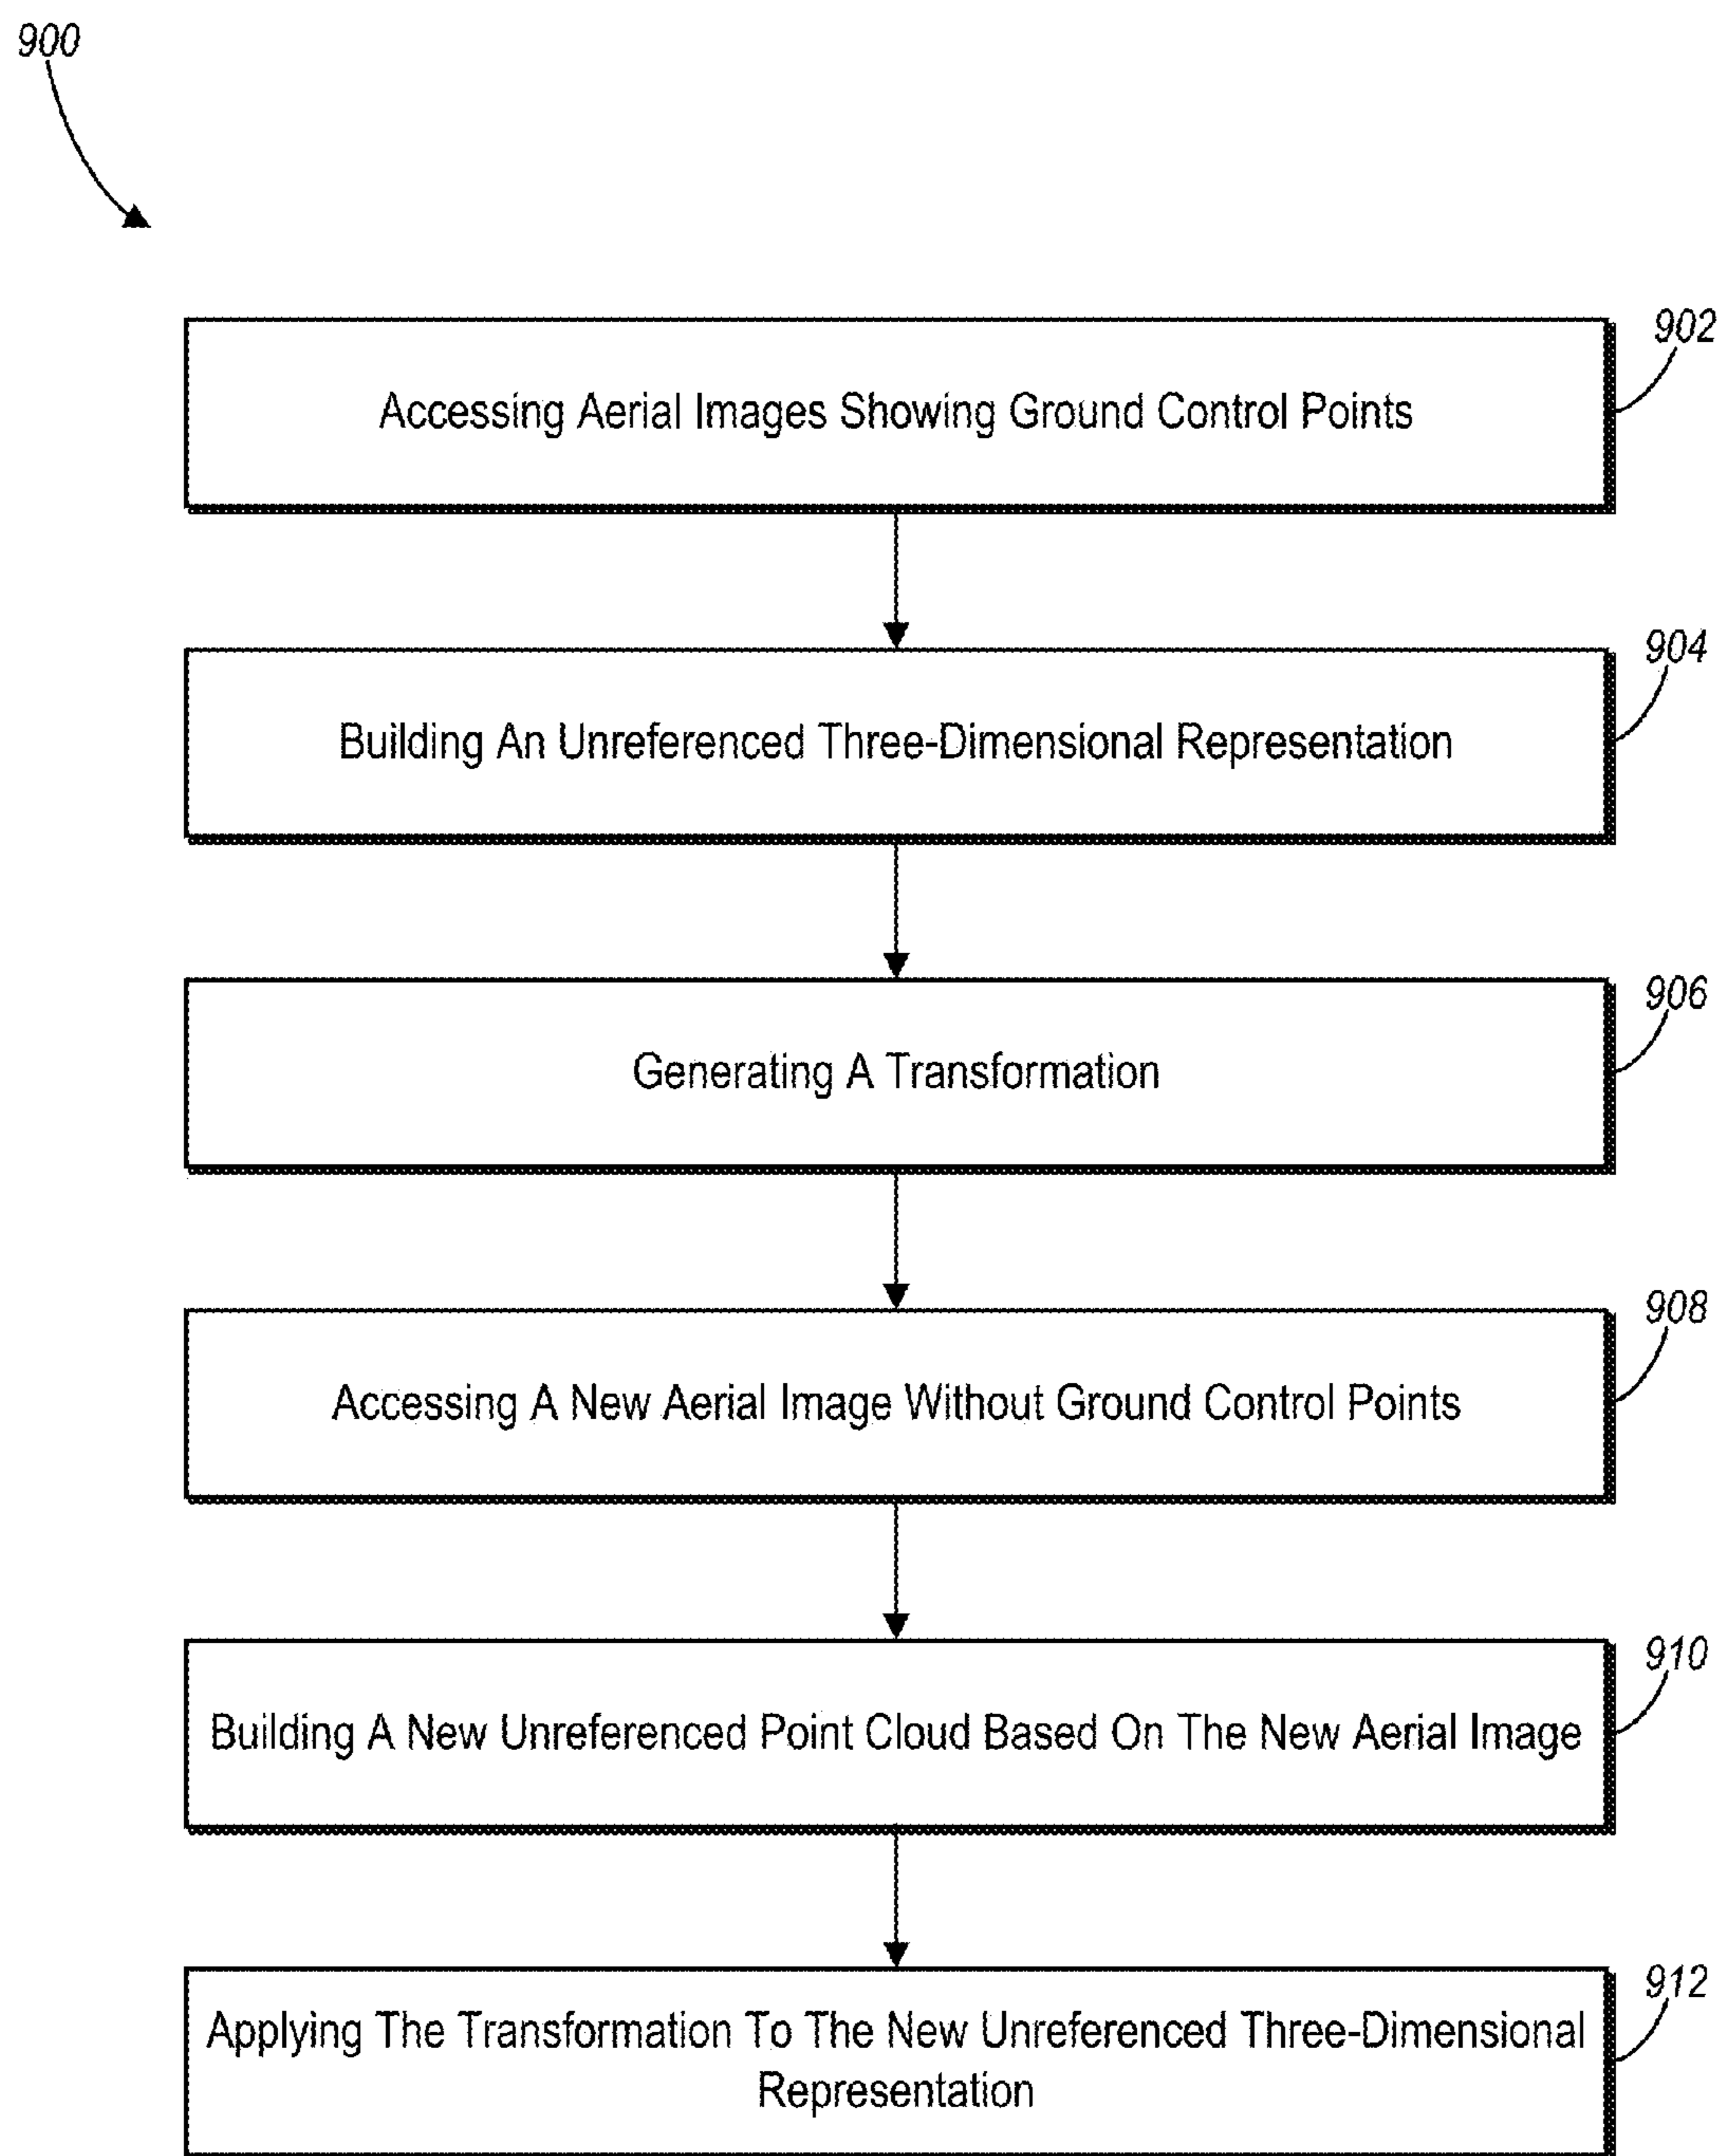 900
902
Accessing Aerial Images Showing Ground Control Points
904
Building An Unreferenced Three-Dimensional Representation
906
Generating A Transformation
908
Accessing A New Aerial Image Without Ground Control Points
910
Building A New Unreferenced Point Cloud Based On The New Aerial Image
912
Applying The Transformation To The New Unreferenced Three-Dimensional
Representation